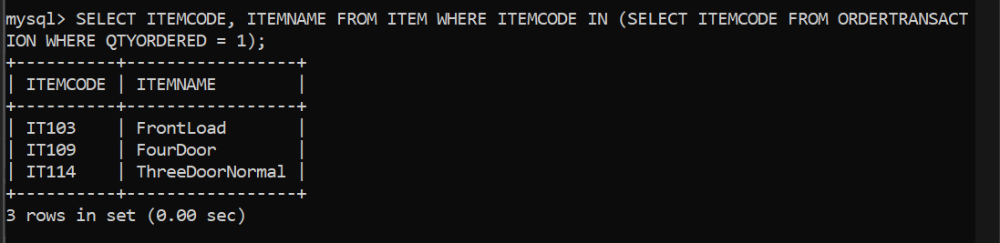 mysql> SELECT ITEMCODE, ITEMNAME FROM ITEM WHERE ITEMCODE IN (SELECT ITEMCODE FROM ORDERTRANSACT
ION WHERE QTYORDERED = 1);
+----------+-----------------+
| ITEMCODE | ITEMNAME        |
+----------+-----------------+
| IT103    | FrontLoad       |
| IT109    | FourDoor        |
| IT114    | ThreeDoorNormal |
+----------+-----------------+
3 rows in set (0.00 sec)